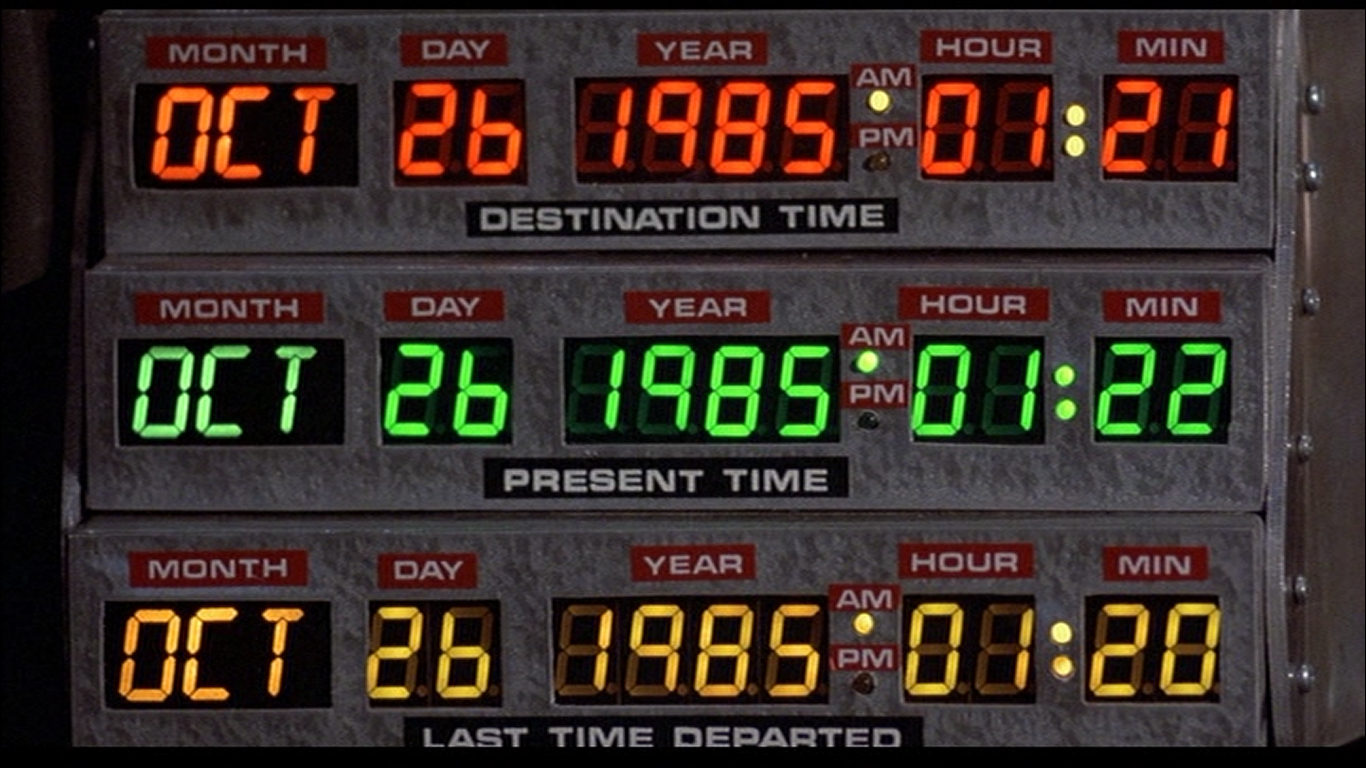 MONTH DAY YEAR HOUR MIN
AM
OCT 26 1985 01:21
PM
DESTINATION TIME
MONTH DAY YEAR HOUR MIN
AM
OCT 26 1985 01:22
PM
PRESENT TIME
MONTH DAY YEAR HOUR MIN
AM
OCT 26 1985 01:20
PM
LAST TIME DEPARTED